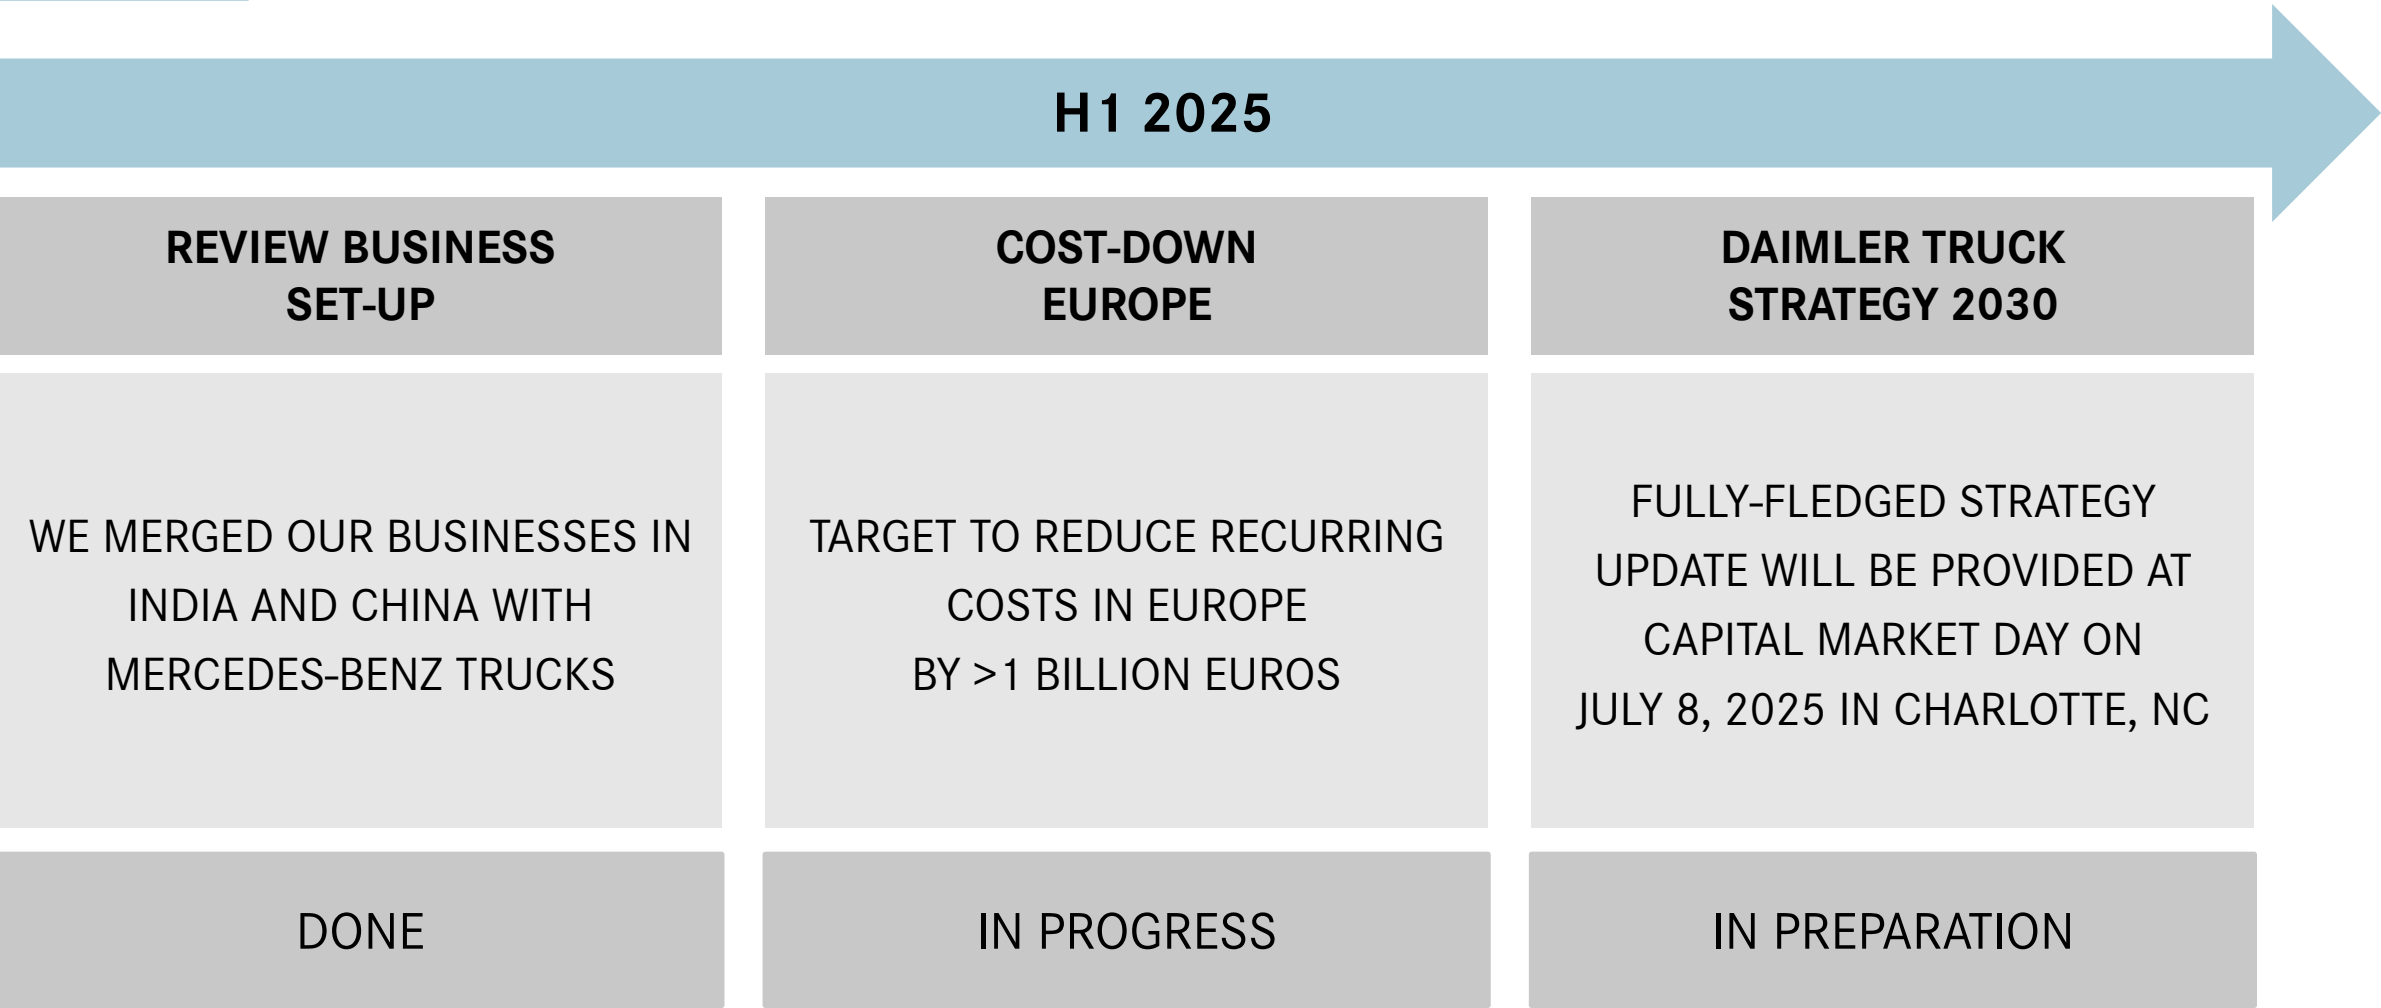 H1 2025
REVIEW BUSINESS
SET-UP
WE MERGED OUR BUSINESSES IN
INDIA AND CHINA WITH
MERCEDES-BENZ TRUCKS
DONE
COST-DOWN
EUROPE
TARGET TO REDUCE RECURRING
COSTS IN EUROPE
BY >1 BILLION EUROS
IN PROGRESS
DAIMLER TRUCK
STRATEGY 2030
FULLY-FLEDGED STRATEGY
UPDATE WILL BE PROVIDED AT
CAPITAL MARKET DAY ON
JULY 8, 2025 IN CHARLOTTE, NC
IN PREPARATION